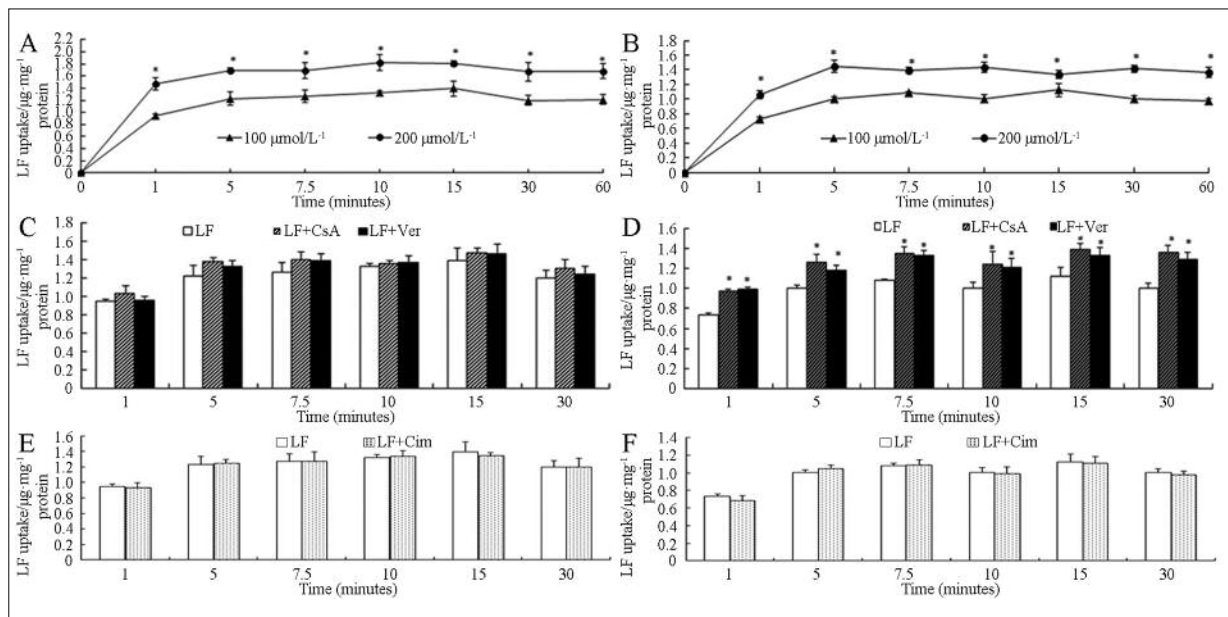 A
LF uptake/μg·mg⁻¹
protein
2.2
2.0
1.8
1.6
1.4
1.2
1.0
0.8
0.6
0.4
0.2
0
* * * * * * *
100 μmol/L⁻¹ 200 μmol/L⁻¹
0 1 5 7.5 10 15 30 60
Time (minutes)
B
LF uptake/μg·mg⁻¹
protein
1.8
1.6
1.4
1.2
1.0
0.8
0.6
0.4
0.2
0
* * * * * * *
100 μmol/L⁻¹ 200 μmol/L⁻¹
0 1 5 7.5 10 15 30 60
Time (minutes)
C
LF uptake/μg·mg⁻¹
protein
1.8
1.6
1.4
1.2
1.0
0.8
0.6
0.4
0.2
0
LF LF+CsA LF+Ver
1 5 7.5 10 15 30
Time (minutes)
D
LF uptake/μg·mg⁻¹
protein
1.8
1.6
1.4
1.2
1.0
0.8
0.6
0.4
0.2
0
LF LF+CsA LF+Ver
* * * * * * * * * * * *
1 5 7.5 10 15 30
Time (minutes)
E
LF uptake/μg·mg⁻¹
protein
1.6
1.4
1.2
1.0
0.8
0.6
0.4
0.2
0
LF LF+Cim
1 5 7.5 10 15 30
Time (minutes)
F
LF uptake/μg·mg⁻¹
protein
1.4
1.2
1.0
0.8
0.6
0.4
0.2
0
LF LF+Cim
1 5 7.5 10 15 30
Time (minutes)